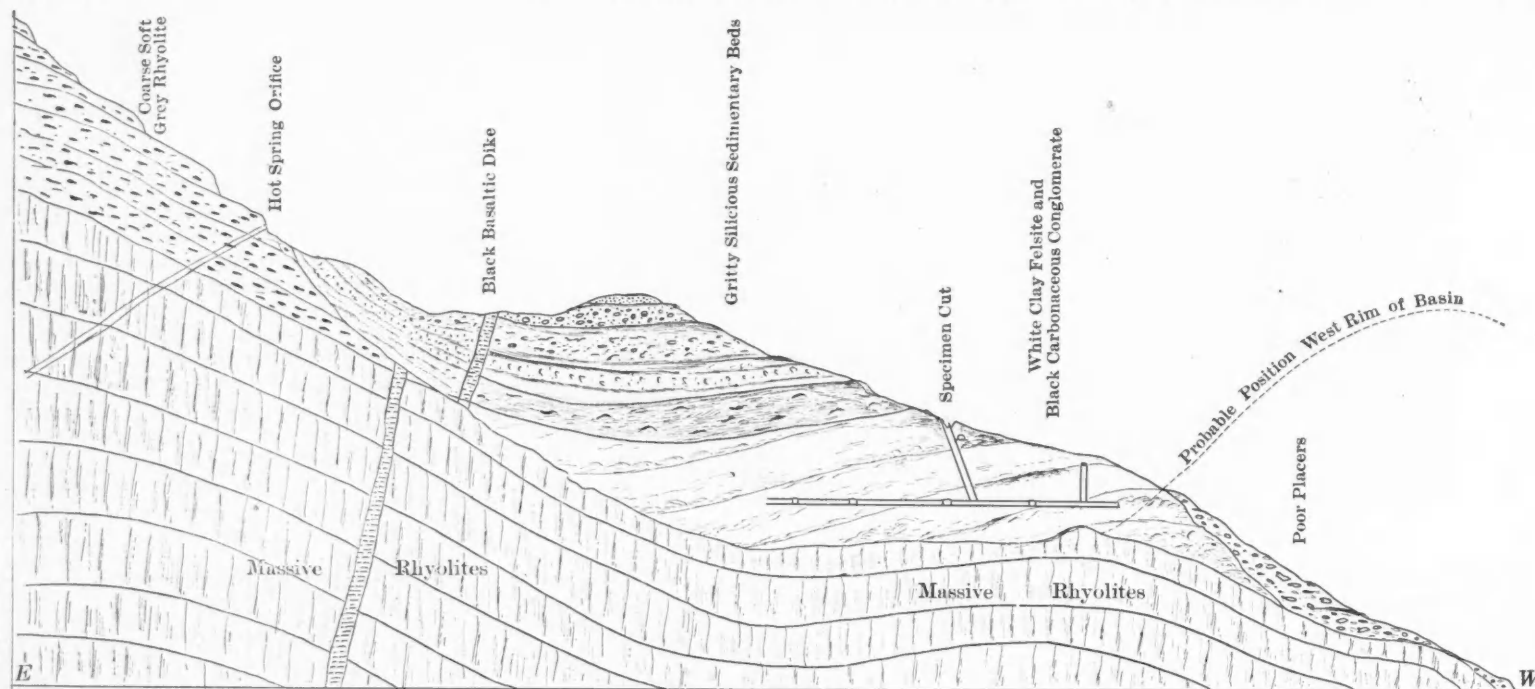 Coarse Soft
Grey Rhyolite
Hot Spring Orifice
Black Basaltic Dike
Gritty Silicious Sedimentary Beds
Specimen Cut
White Clay Felsite and
Black Carbonaceous Conglomerate
Probable Position West Rim of Basin
Poor Placers
Massive Rhyolites
Massive Rhyolites
E
W